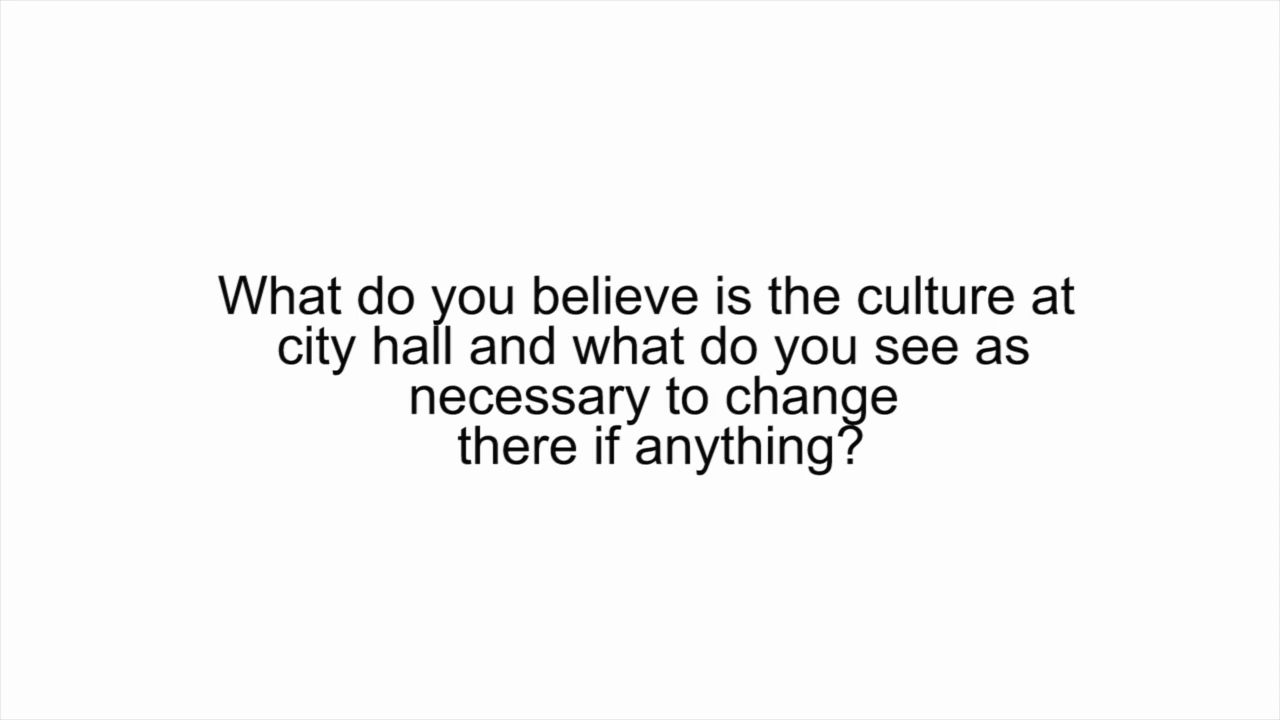 What do you believe is the culture at
city hall and what do you see as
necessary to change
there if anything?